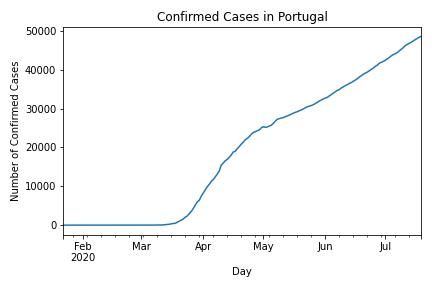 Confirmed Cases in Portugal
50000
40000
30000
20000
10000
0
Number of Confirmed Cases
Feb Mar Apr May Jun Jul
2020
Day